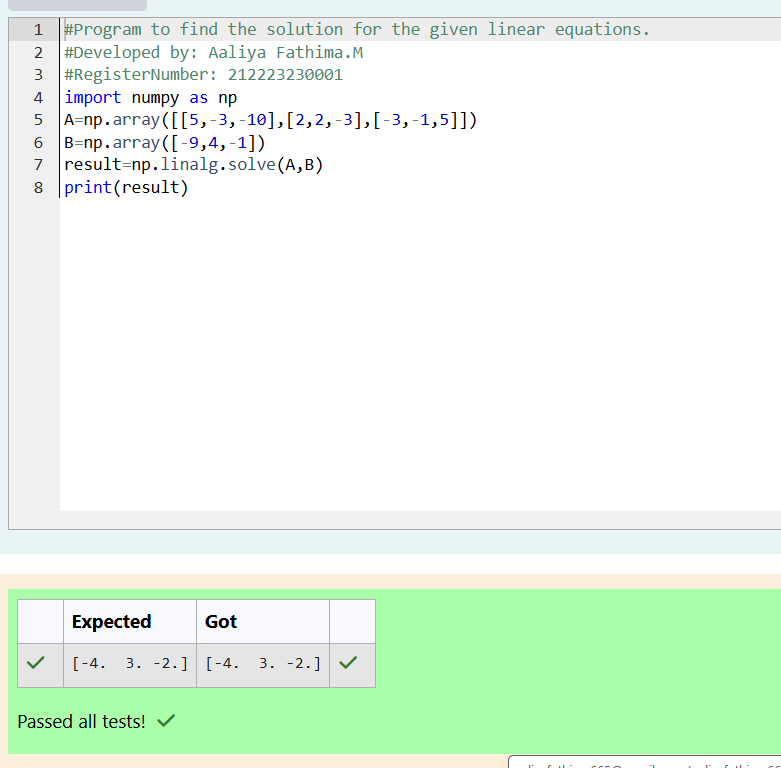 1 #Program to find the solution for the given linear equations.
2 #Developed by: Aaliya Fathima.M
3 #RegisterNumber: 212223230001
4 import numpy as np
5 A=np.array([[5,-3,-10],[2,2,-3],[-3,-1,5]])
6 B=np.array([-9,4,-1])
7 result=np.linalg.solve(A,B)
8 print(result)
Expected Got
[-4.  3. -2.] [-4.  3. -2.]
Passed all tests!